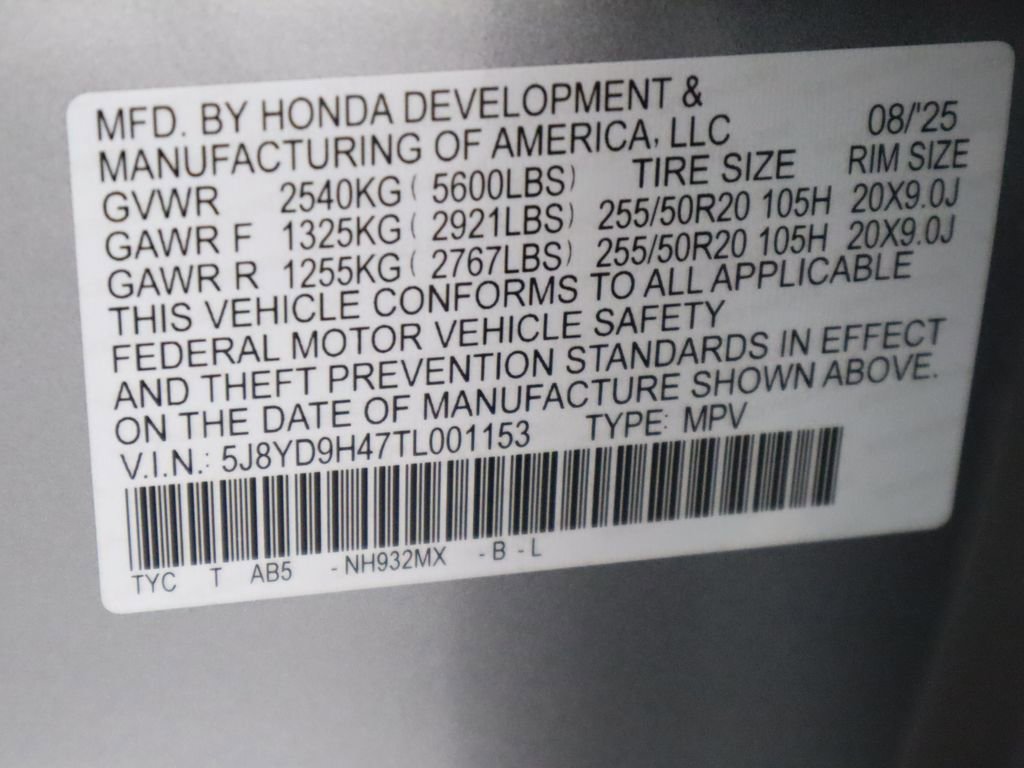 MFD. BY HONDA DEVELOPMENT &
MANUFACTURING OF AMERICA, LLC 08/'25
GVWR 2540KG ( 5600LBS) TIRE SIZE RIM SIZE
GAWR F 1325KG ( 2921LBS) 255/50R20 105H 20X9.0J
GAWR R 1255KG ( 2767LBS) 255/50R20 105H 20X9.0J
THIS VEHICLE CONFORMS TO ALL APPLICABLE
FEDERAL MOTOR VEHICLE SAFETY
AND THEFT PREVENTION STANDARDS IN EFFECT
ON THE DATE OF MANUFACTURE SHOWN ABOVE.
V.I.N.: 5J8YD9H47TL001153 TYPE: MPV
TYC T AB5 -NH932MX -B -L